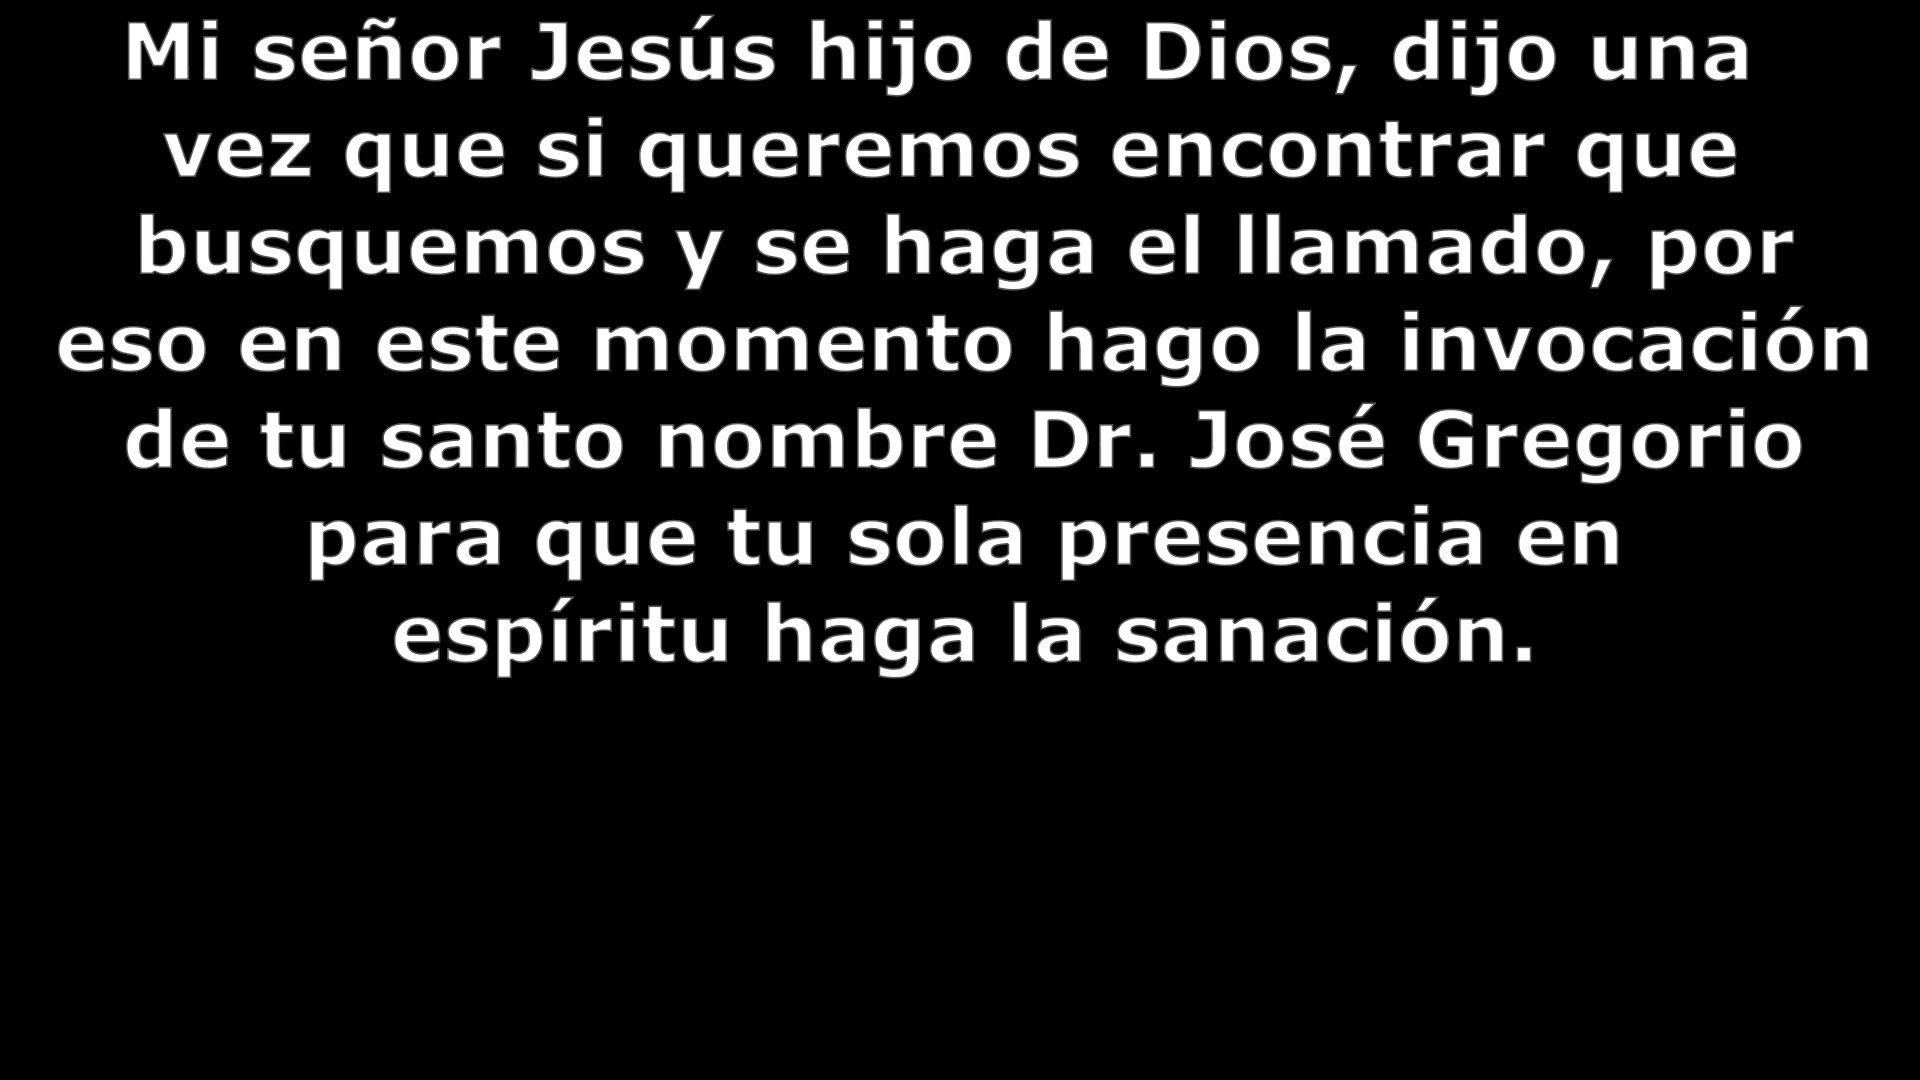 Mi señor Jesús hijo de Dios, dijo una
vez que si queremos encontrar que
busquemos y se haga el llamado, por
eso en este momento hago la invocación
de tu santo nombre Dr. José Gregorio
para que tu sola presencia en
espíritu haga la sanación.